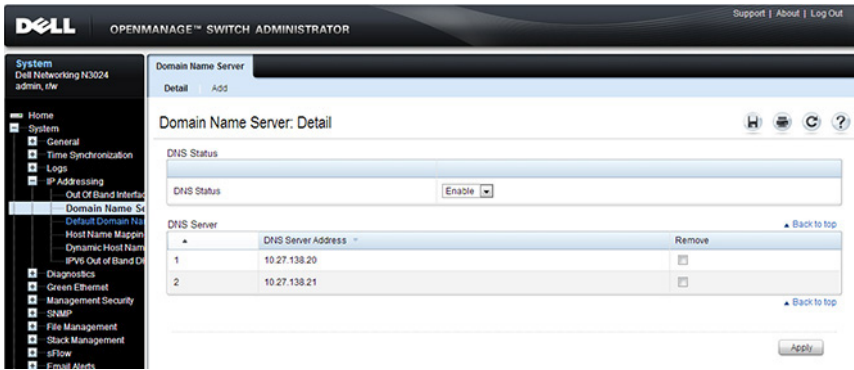 DELL
OPENMANAGE™ SWITCH ADMINISTRATOR
Support | About | Log Out
System
Dell Networking N3024
admin, r/w
Home
System
General
Time Synchronization
Logs
IP Addressing
Out Of Band Interfac
Domain Name Se
Default Domain Na
Host Name Mappin
Dynamic Host Nam
IPV6 Out of Band D
Diagnostics
Green Ethernet
Management Security
SNMP
File Management
Stack Management
sFlow
Email Alerts
Domain Name Server
Detail Add
Domain Name Server: Detail
DNS Status
DNS Status Enable
DNS Server
Back to top
DNS Server Address Remove
1 10.27.138.20
2 10.27.138.21
Back to top
Apply